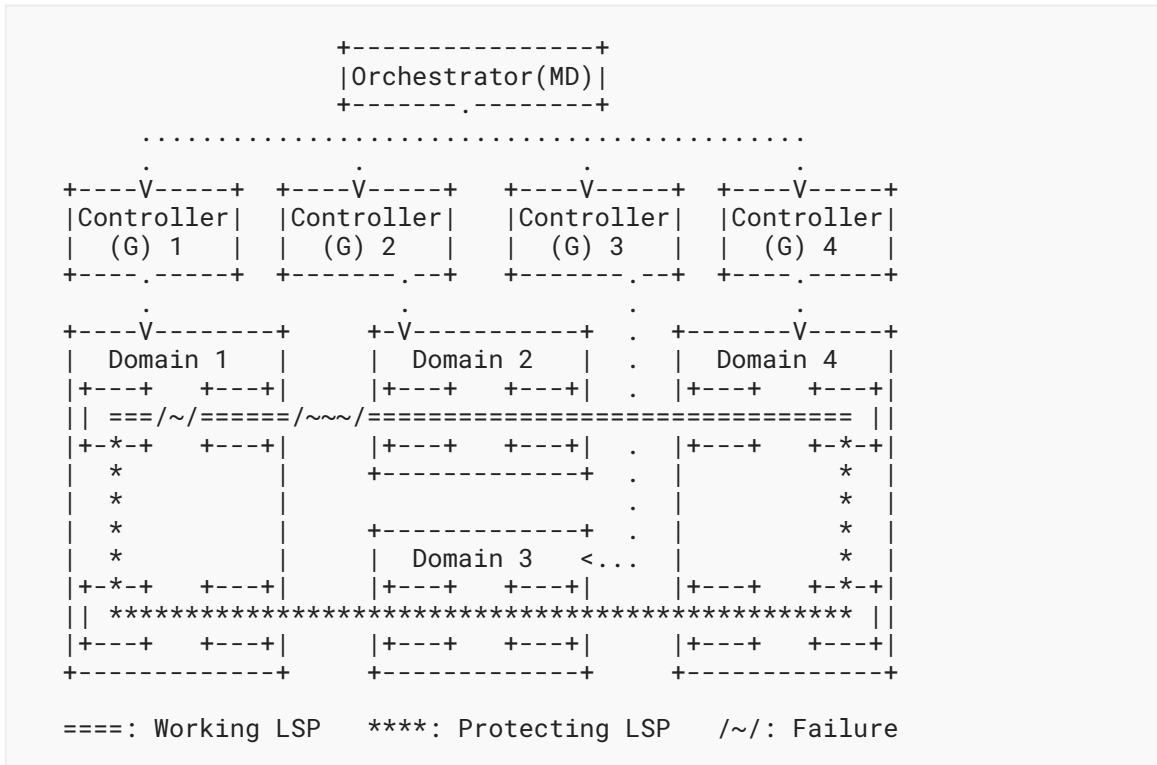 +----------------+
                  |Orchestrator(MD)|
                  +-------.--------+
     ............................................
     .             .              .             .
+----V-----+  +----V-----+   +----V-----+  +----V-----+
|Controller|  |Controller|   |Controller|  |Controller|
|  (G) 1   |  |  (G) 2   |   |  (G) 3   |  |  (G) 4   |
+----.-----+  +-------.--+   +-------.--+  +----.-----+
     .                .              .          .
+----V--------+     +-V-----------+  .  +-------V-----+
|  Domain 1   |     |  Domain 2   |  .  |  Domain 4   |
|+---+   +---+|     |+---+   +---+|  .  |+---+   +---+|
|| ===/~/======/~~~/================================ ||
|+-*-+   +---+|     |+---+   +---+|  .  |+---+   +-*-+|
|  *          |     +-------------+  .  |          *  |
|  *          |                      .  |          *  |
|  *          |     +-------------+  .  |          *  |
|  *          |     |  Domain 3   <...  |          *  |
|+-*-+   +---+|     |+---+   +---+|     |+---+   +-*-+|
|| ************************************************* ||
|+---+   +---+|     |+---+   +---+|     |+---+   +---+|
+-------------+     +-------------+     +-------------+
====: Working LSP   ****: Protecting LSP   /~/: Failure